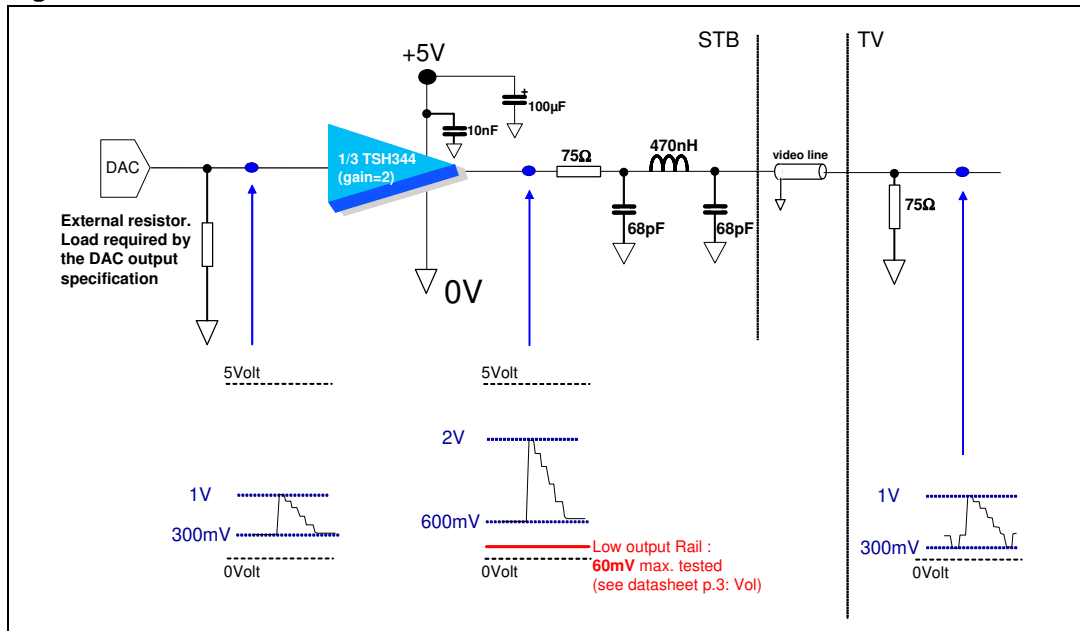 STB
TV
+5V
100µF
+
10nF
DAC
1/3 TSH344
(gain=2)
75Ω
470nH
video line
68pF
68pF
75Ω
External resistor.
Load required by
the DAC output
specification
0V
5Volt
5Volt
2V
1V
1V
600mV
300mV
300mV
0Volt
0Volt
0Volt
Low output Rail :
60mV max. tested
(see datasheet p.3: Vol)